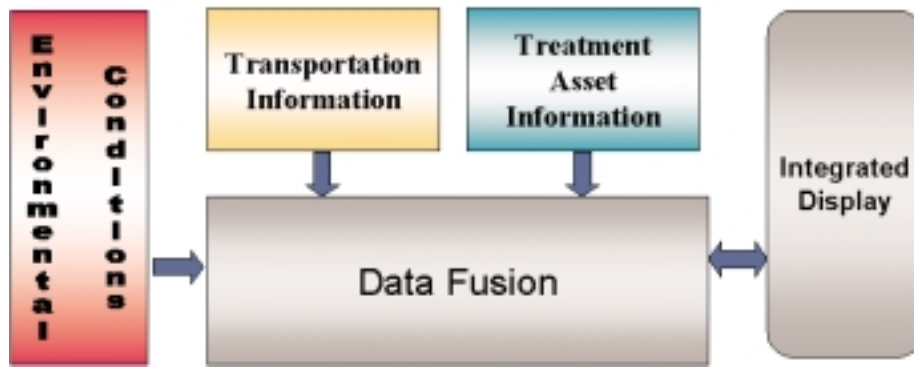 Environmental
Conditions
Transportation
Information
Treatment
Asset
Information
Integrated
Display
Data Fusion